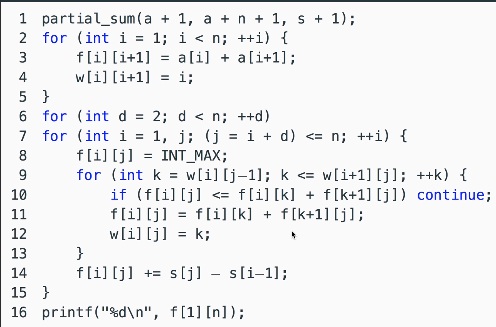 1 partial_sum(a + 1, a + n + 1, s + 1);
2 for (int i = 1; i < n; ++i) {
3     f[i][i+1] = a[i] + a[i+1];
4     w[i][i+1] = i;
5 }
6 for (int d = 2; d < n; ++d)
7 for (int i = 1, j; (j = i + d) <= n; ++i) {
8     f[i][j] = INT_MAX;
9     for (int k = w[i][j-1]; k <= w[i+1][j]; ++k) {
10         if (f[i][j] <= f[i][k] + f[k+1][j]) continue;
11         f[i][j] = f[i][k] + f[k+1][j];
12         w[i][j] = k;
13     }
14     f[i][j] += s[j] - s[i-1];
15 }
16 printf("%d\n", f[1][n]);